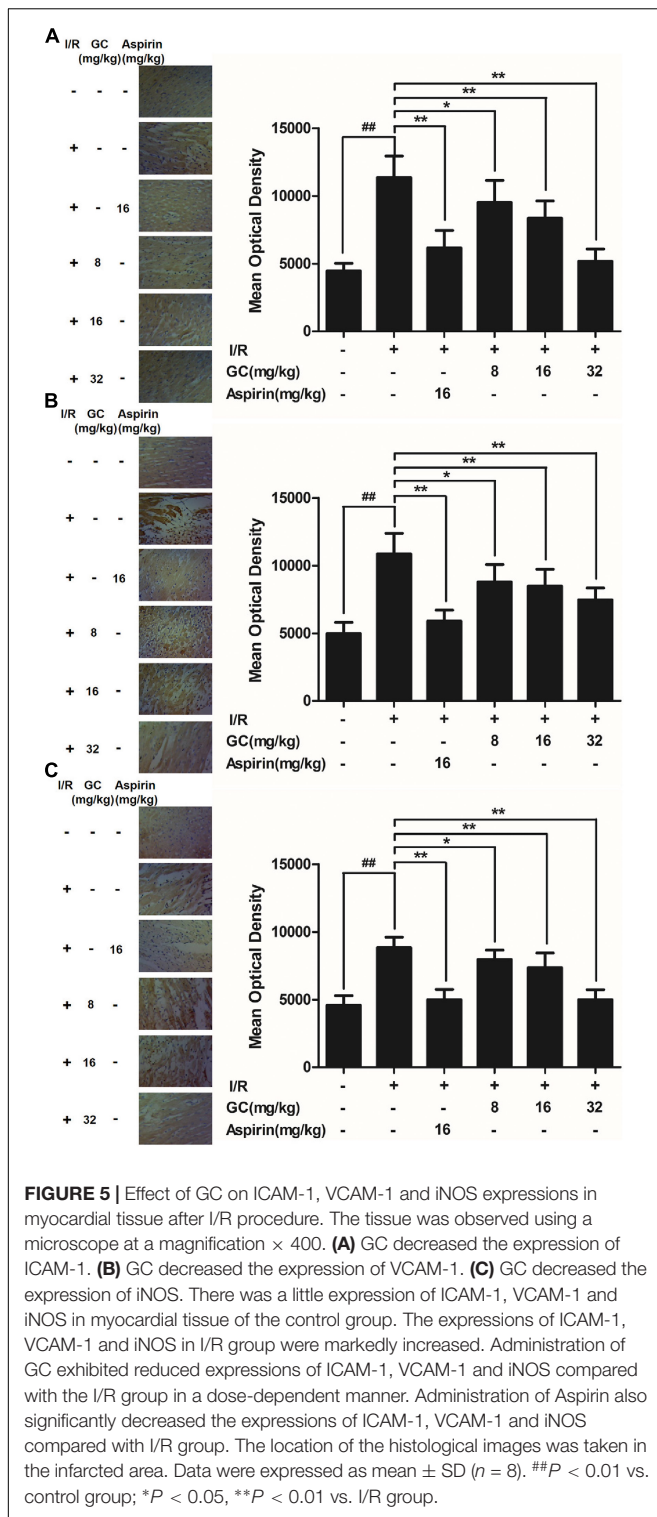 A
I/R GC Aspirin
(mg/kg)(mg/kg)
- - -
+ - -
+ - 16
+ 8 -
+ 16 -
+ 32 -
**
**
*
**
##
15000
10000
5000
0
Mean Optical Density
I/R - + + + + +
GC(mg/kg) - - - 8 16 32
Aspirin(mg/kg) - - 16 - - -
B
I/R GC Aspirin
(mg/kg)(mg/kg)
- - -
+ - -
+ - 16
+ 8 -
+ 16 -
+ 32 -
**
**
*
**
##
15000
10000
5000
0
Mean Optical Density
I/R - + + + + +
GC(mg/kg) - - - 8 16 32
Aspirin(mg/kg) - - 16 - - -
C
I/R GC Aspirin
(mg/kg)(mg/kg)
- - -
+ - -
+ - 16
+ 8 -
+ 16 -
+ 32 -
**
**
*
**
##
15000
10000
5000
0
Mean Optical Density
I/R - + + + + +
GC(mg/kg) - - - 8 16 32
Aspirin(mg/kg) - - 16 - - -
FIGURE 5 | Effect of GC on ICAM-1, VCAM-1 and iNOS expressions in
myocardial tissue after I/R procedure. The tissue was observed using a
microscope at a magnification × 400. (A) GC decreased the expression of
ICAM-1. (B) GC decreased the expression of VCAM-1. (C) GC decreased the
expression of iNOS. There was a little expression of ICAM-1, VCAM-1 and
iNOS in myocardial tissue of the control group. The expressions of ICAM-1,
VCAM-1 and iNOS in I/R group were markedly increased. Administration of
GC exhibited reduced expressions of ICAM-1, VCAM-1 and iNOS compared
with the I/R group in a dose-dependent manner. Administration of Aspirin also
significantly decreased the expressions of ICAM-1, VCAM-1 and iNOS
compared with I/R group. The location of the histological images was taken in
the infarcted area. Data were expressed as mean ± SD (n = 8). ##P < 0.01 vs.
control group; *P < 0.05, **P < 0.01 vs. I/R group.